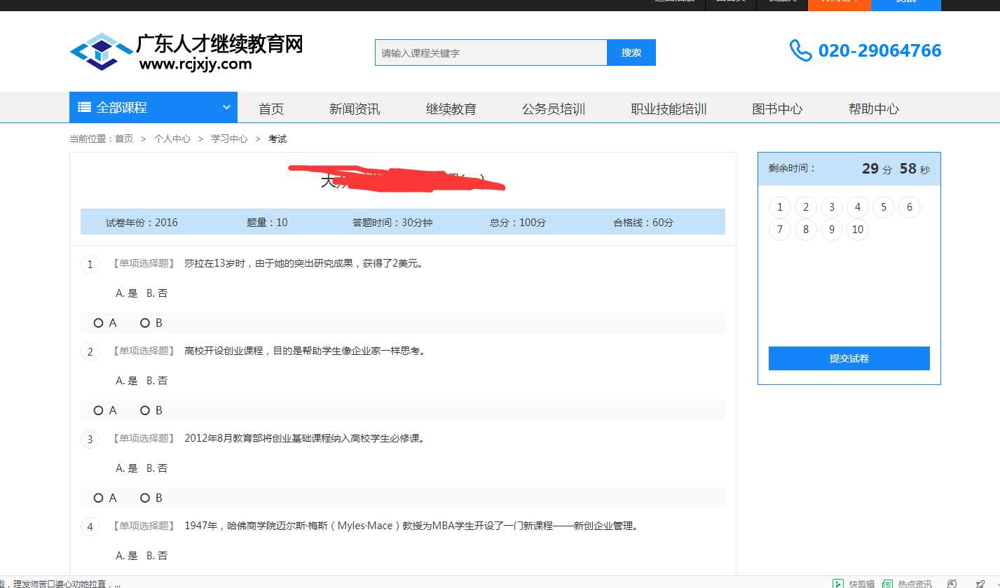 广东人才继续教育网
www.rcjxjy.com
请输入课程关键字
搜索
020-29064766
全部课程 首页 新闻资讯 继续教育 公务员培训 职业技能培训 图书中心 帮助中心
当前位置：首页 > 个人中心 > 学习中心 > 考试
试卷年份：2016 题量：10 答题时间：30分钟 总分：100分 合格线：60分
1 【单项选择题】 莎拉在13岁时，由于她的突出研究成果，获得了2美元。
A. 是 B. 否
A B
2 【单项选择题】 高校开设创业课程，目的是帮助学生像企业家一样思考。
A. 是 B. 否
A B
3 【单项选择题】 2012年8月教育部将创业基础课程纳入高校学生必修课。
A. 是 B. 否
A B
4 【单项选择题】 1947年，哈佛商学院迈尔斯·梅斯（Myles·Mace）教授为MBA学生开设了一门新课程——新创企业管理。
A. 是 B. 否
剩余时间： 29 分 58 秒
1 2 3 4 5 6
7 8 9 10
提交试卷
型，理发师苦口婆心劝她拉直，...
快剪辑 热点资讯